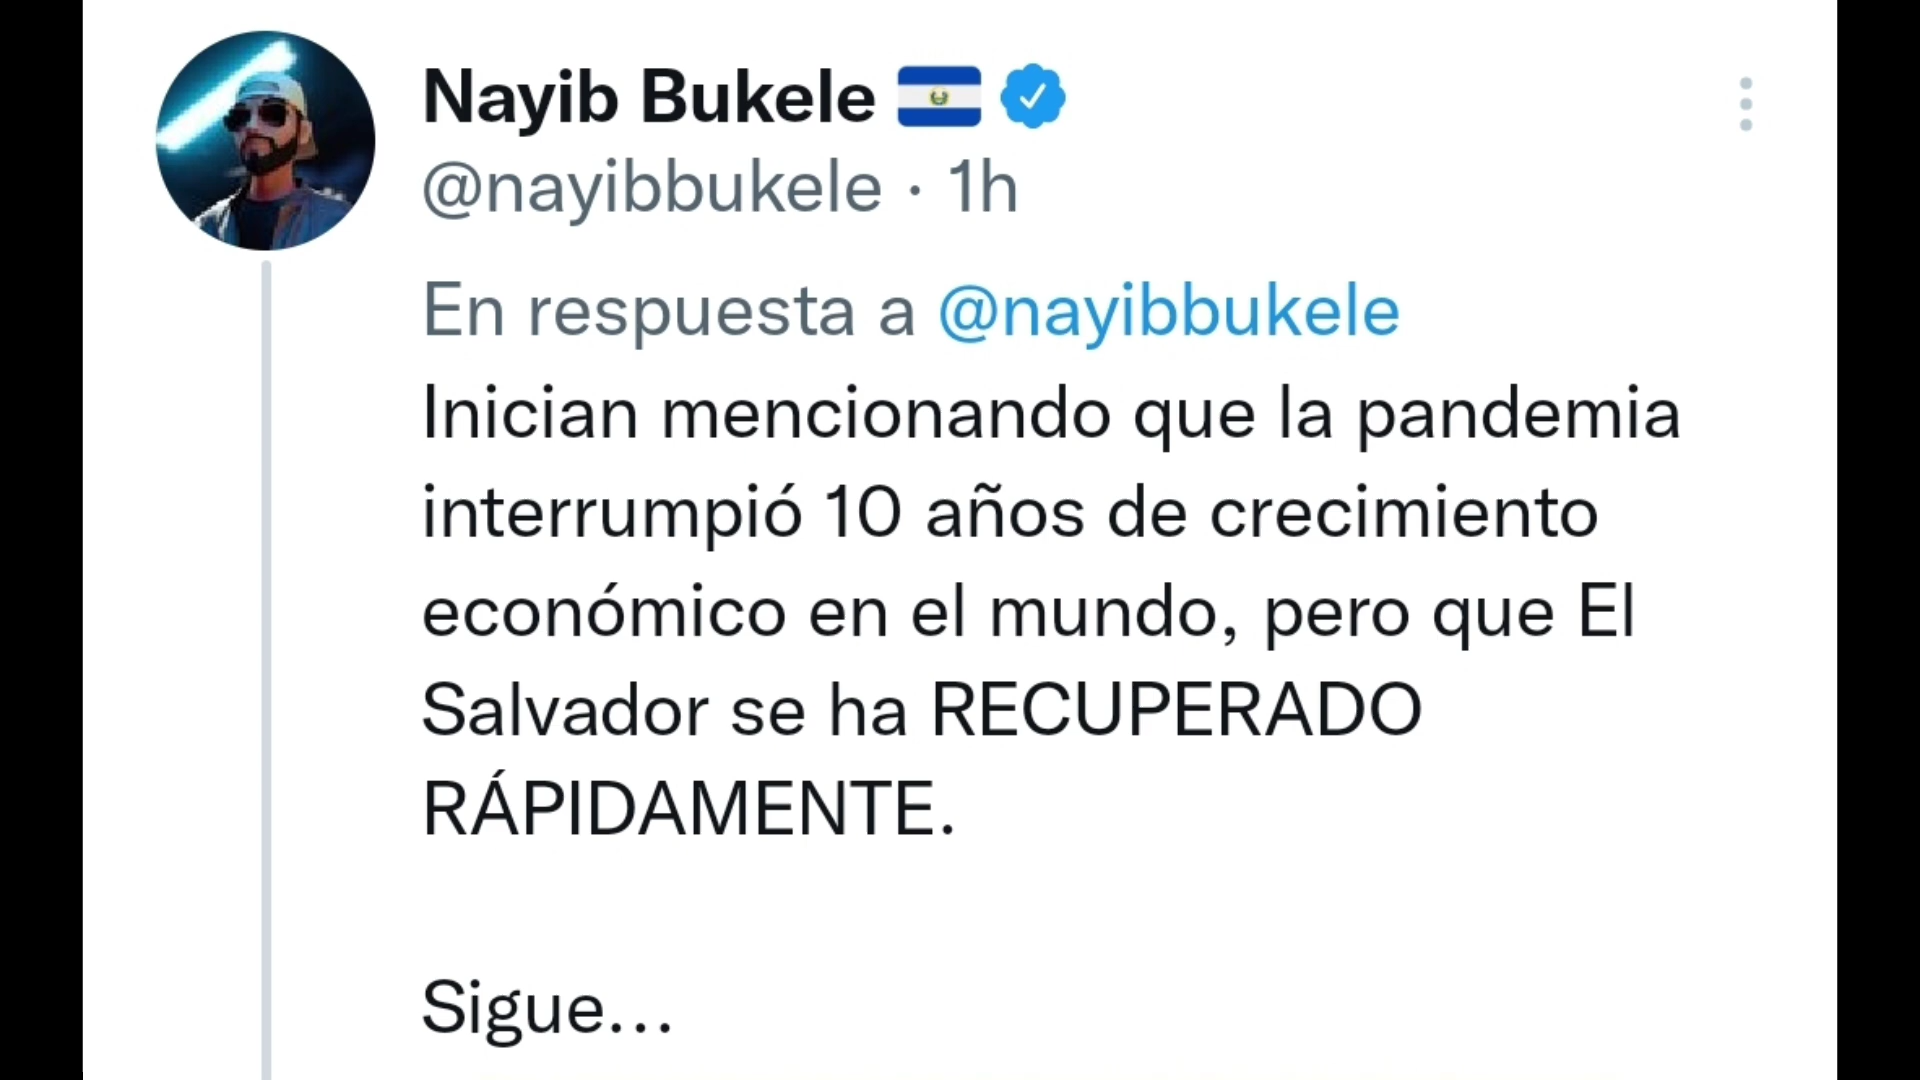 Nayib Bukele
@nayibbukele · 1h
En respuesta a @nayibbukele
Inician mencionando que la pandemia
interrumpió 10 años de crecimiento
económico en el mundo, pero que El
Salvador se ha RECUPERADO
RÁPIDAMENTE.
Sigue...